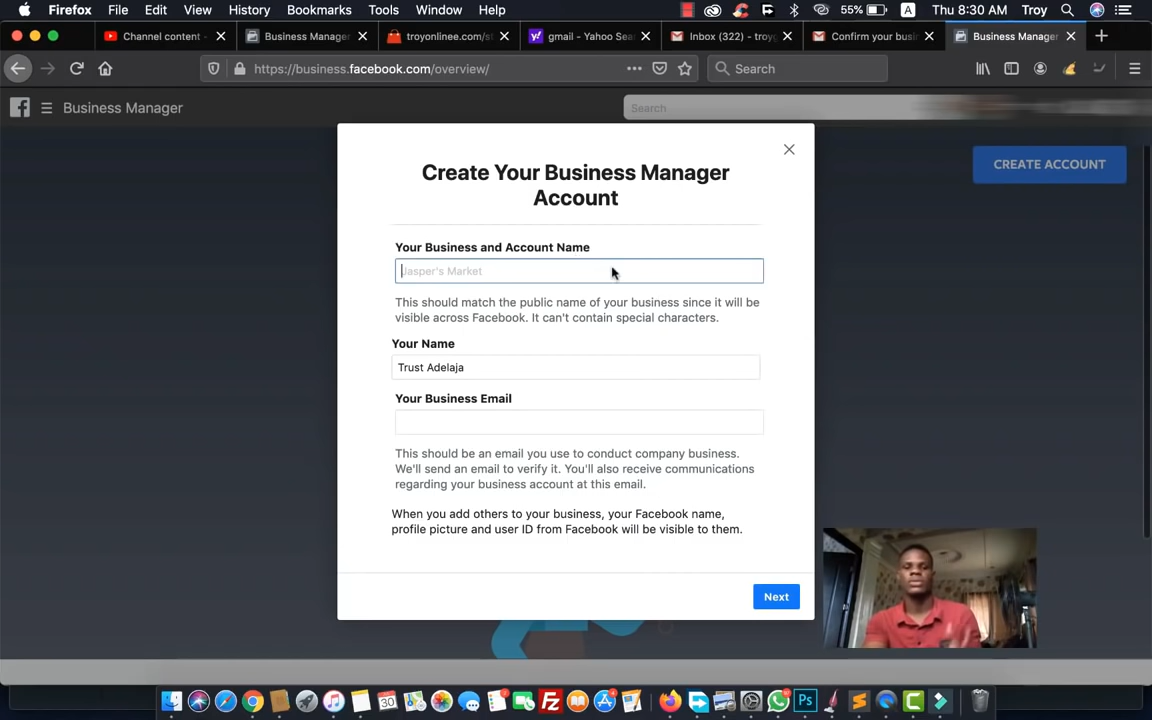 Firefox File Edit View History Bookmarks Tools Window Help 55% A Thu 8:30 AM Troy
Channel content - Business Manager troyonlinee.com/s gmail - Yahoo Sea Inbox (322) - troy Confirm your busin Business Manager
https://business.facebook.com/overview/ Search
Business Manager Search
CREATE ACCOUNT
Create Your Business Manager
Account
Your Business and Account Name
Jasper's Market
This should match the public name of your business since it will be
visible across Facebook. It can't contain special characters.
Your Name
Trust Adelaja
Your Business Email
This should be an email you use to conduct company business.
We'll send an email to verify it. You'll also receive communications
regarding your business account at this email.
When you add others to your business, your Facebook name,
profile picture and user ID from Facebook will be visible to them.
Next